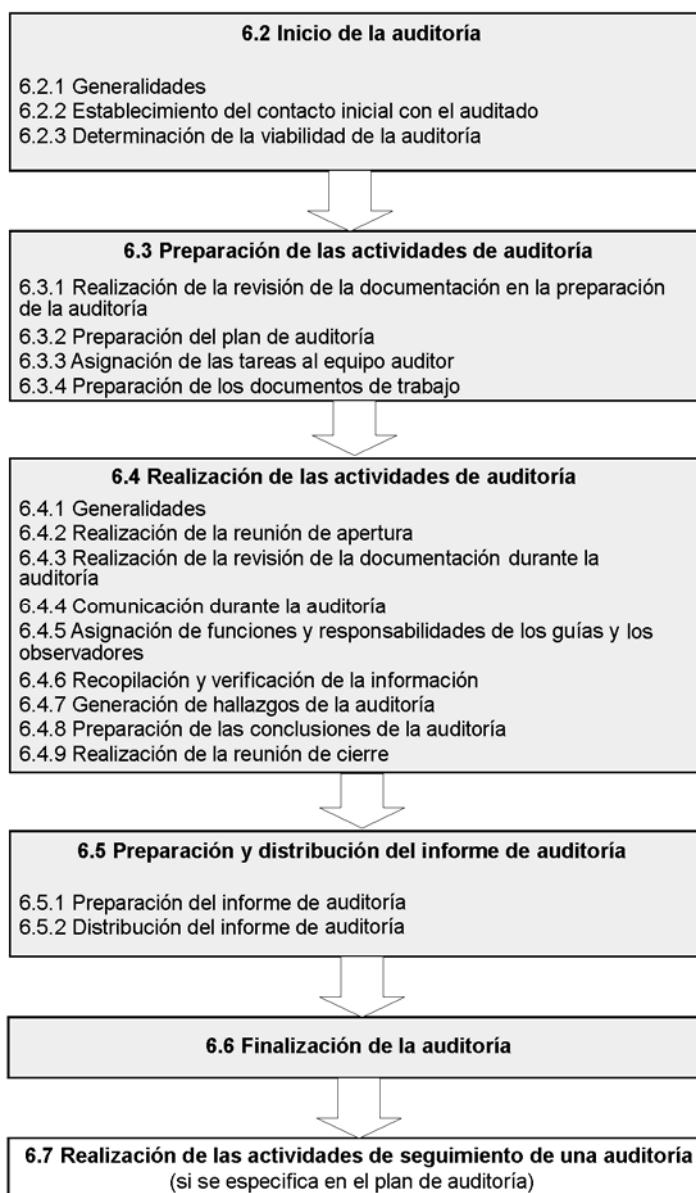 6.2 Inicio de la auditoría
6.2.1 Generalidades
6.2.2 Establecimiento del contacto inicial con el auditado
6.2.3 Determinación de la viabilidad de la auditoría
6.3 Preparación de las actividades de auditoría
6.3.1 Realización de la revisión de la documentación en la preparación
de la auditoría
6.3.2 Preparación del plan de auditoría
6.3.3 Asignación de las tareas al equipo auditor
6.3.4 Preparación de los documentos de trabajo
6.4 Realización de las actividades de auditoría
6.4.1 Generalidades
6.4.2 Realización de la reunión de apertura
6.4.3 Realización de la revisión de la documentación durante la
auditoría
6.4.4 Comunicación durante la auditoría
6.4.5 Asignación de funciones y responsabilidades de los guías y los
observadores
6.4.6 Recopilación y verificación de la información
6.4.7 Generación de hallazgos de la auditoría
6.4.8 Preparación de las conclusiones de la auditoría
6.4.9 Realización de la reunión de cierre
6.5 Preparación y distribución del informe de auditoría
6.5.1 Preparación del informe de auditoría
6.5.2 Distribución del informe de auditoría
6.6 Finalización de la auditoría
6.7 Realización de las actividades de seguimiento de una auditoría
(si se especifica en el plan de auditoría)